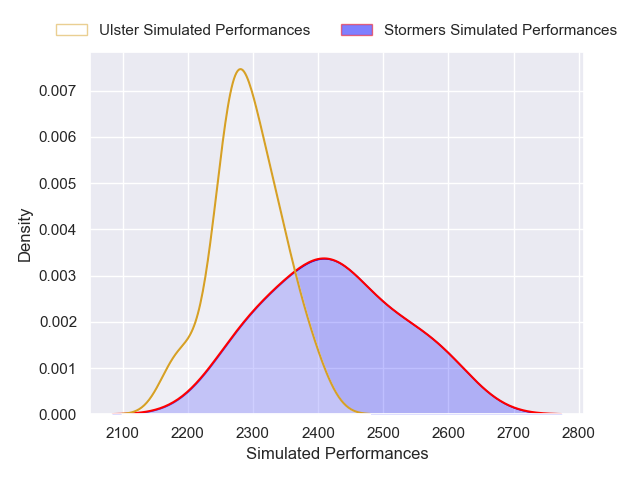 Ulster Simulated Performances
Stormers Simulated Performances
0.007
0.006
0.005
0.004
0.003
0.002
0.001
0.000
Density
2100 2200 2300 2400 2500 2600 2700 2800
Simulated Performances